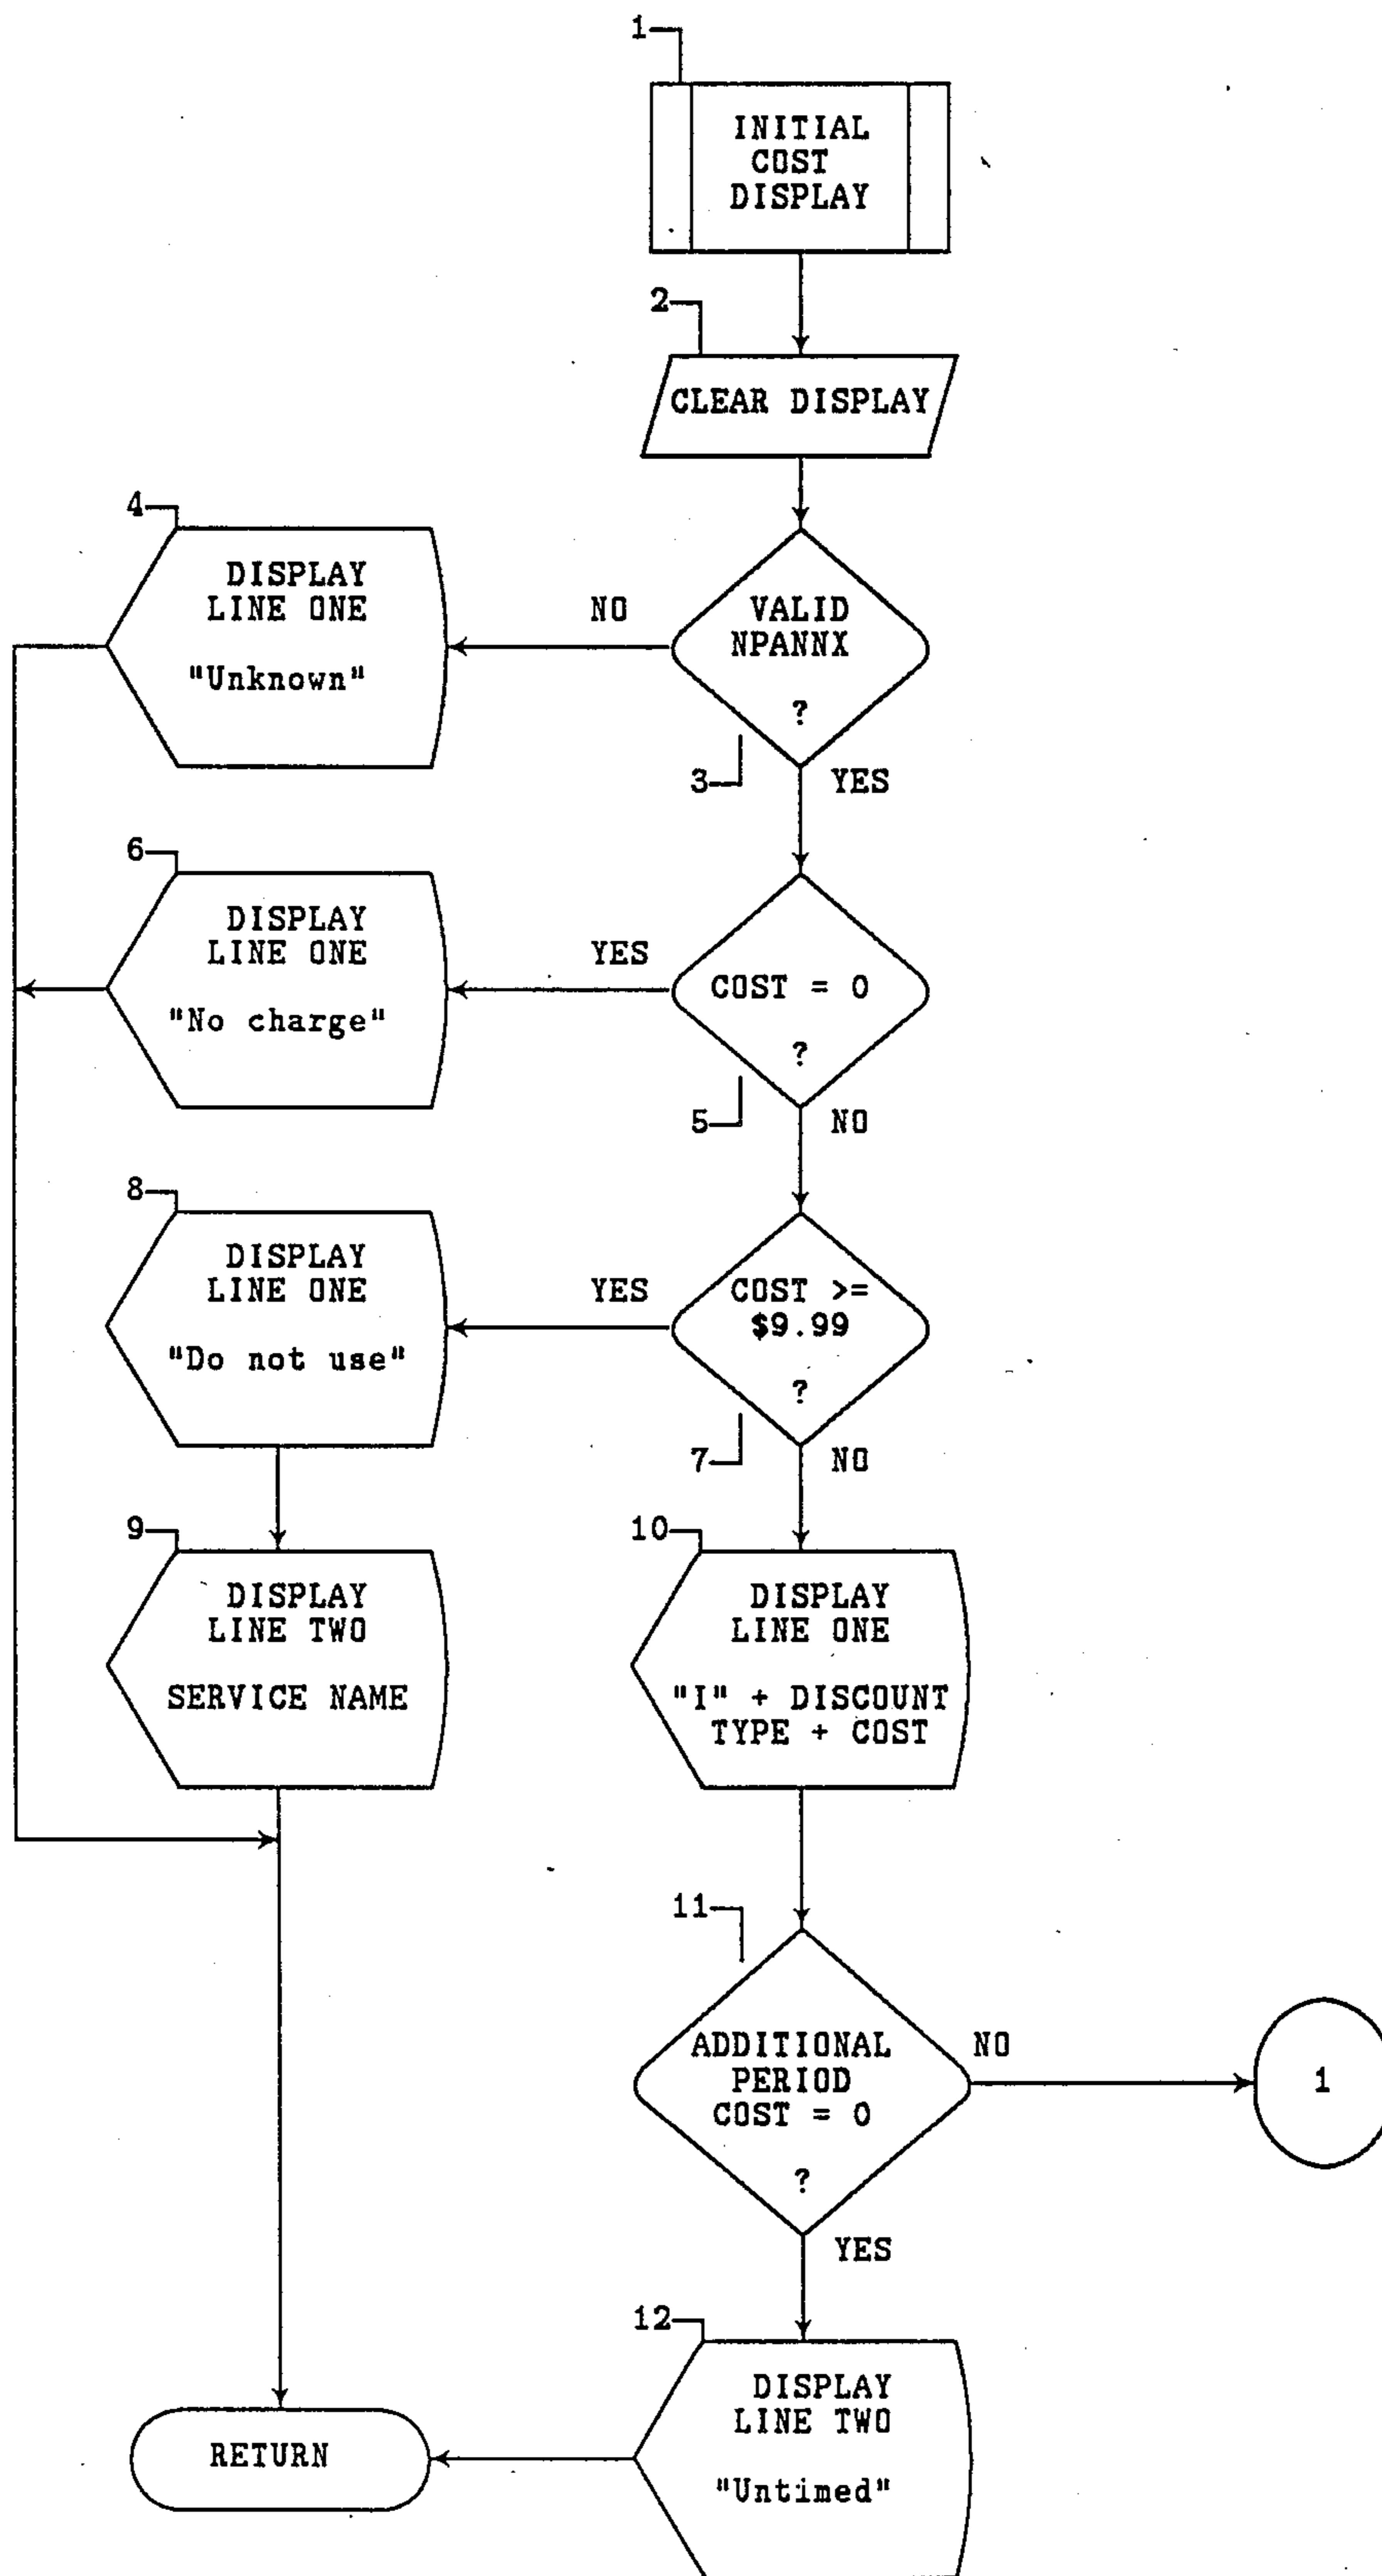 1
INITIAL
COST
DISPLAY
2
CLEAR DISPLAY
4
DISPLAY
LINE ONE
"Unknown"
NO
VALID
NPANNX
?
3
YES
6
DISPLAY
LINE ONE
"No charge"
YES
COST = 0
?
5
NO
8
DISPLAY
LINE ONE
"Do not use"
YES
COST >=
$9.99
?
7
NO
9
DISPLAY
LINE TWO
SERVICE NAME
10
DISPLAY
LINE ONE
"I" + DISCOUNT
TYPE + COST
11
ADDITIONAL
PERIOD
COST = 0
?
NO
1
YES
12
DISPLAY
LINE TWO
"Untimed"
RETURN